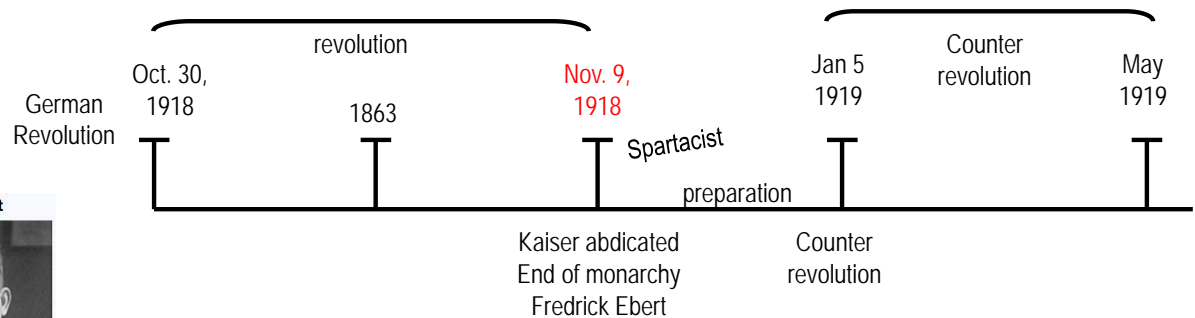 revolution
Counter
revolution
German
Revolution
Oct. 30,
1918
1863
Nov. 9,
1918
Spartacist
Jan 5
1919
May
1919
preparation
Kaiser abdicated
End of monarchy
Fredrick Ebert
Counter
revolution